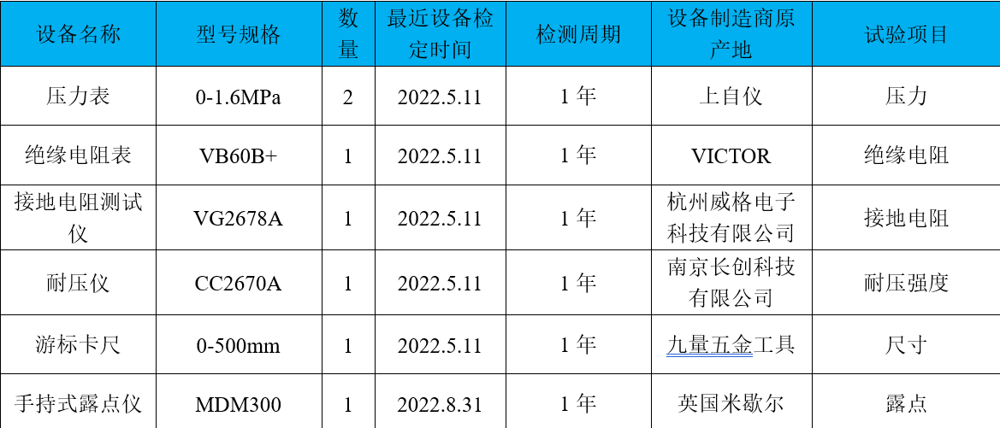 设备名称 型号规格 数量 最近设备检定时间 检测周期 设备制造商原产地 试验项目
压力表 0-1.6MPa 2 2022.5.11 1 年 上自仪 压力
绝缘电阻表 VB60B+ 1 2022.5.11 1 年 VICTOR 绝缘电阻
接地电阻测试仪 VG2678A 1 2022.5.11 1 年 杭州威格电子科技有限公司 接地电阻
耐压仪 CC2670A 1 2022.5.11 1 年 南京长创科技有限公司 耐压强度
游标卡尺 0-500mm 1 2022.5.11 1 年 九量五金工具 尺寸
手持式露点仪 MDM300 1 2022.8.31 1 年 英国米歇尔 露点